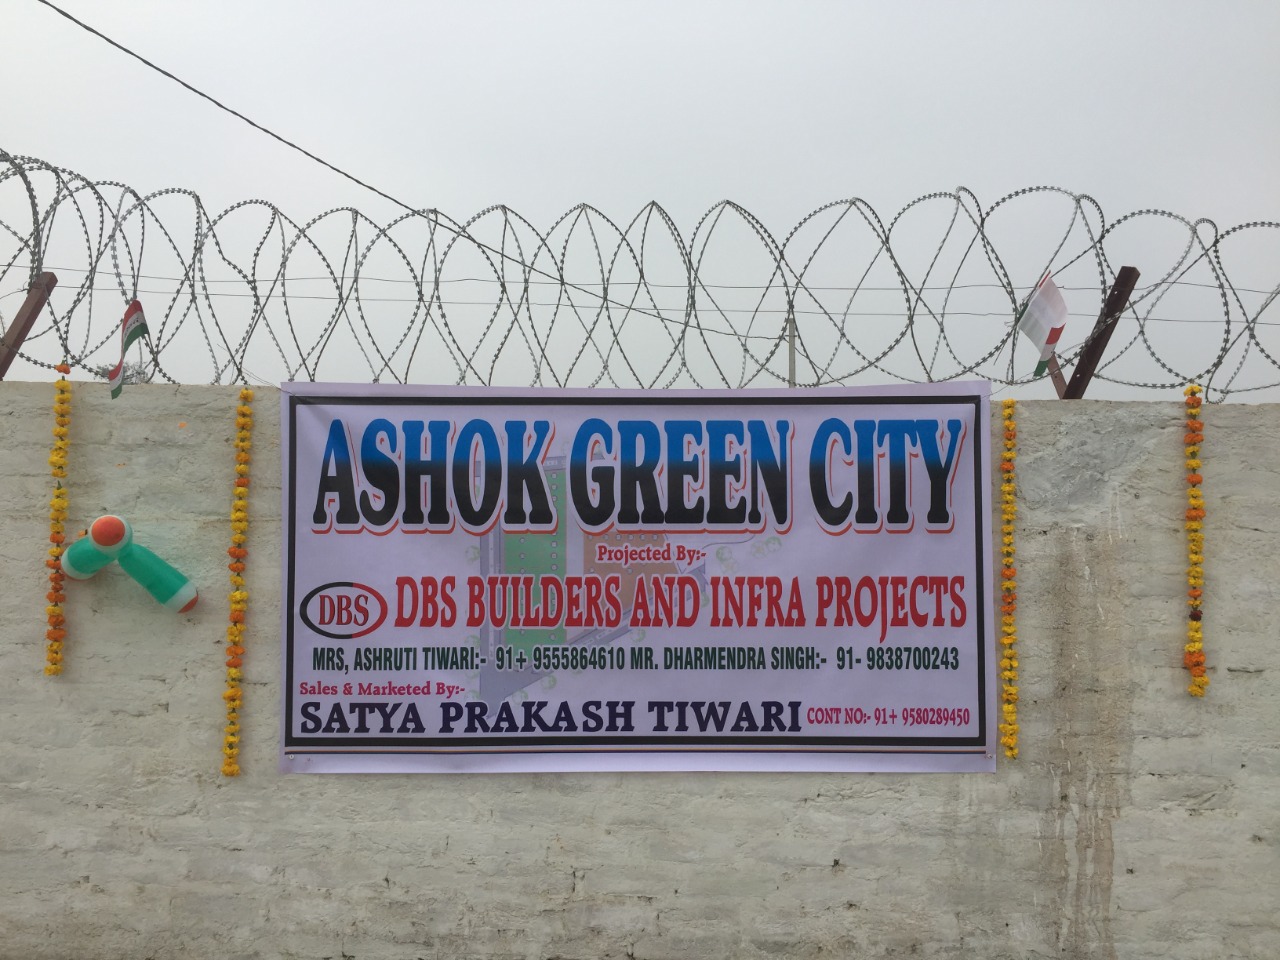 ASHOK GREEN CITY
Projected By:-
DBS DBS BUILDERS AND INFRA PROJECTS
MRS, ASHRUTI TIWARI:- 91+ 9555864610 MR. DHARMENDRA SINGH:- 91- 9838700243
Sales & Marketed By:-
SATYA PRAKASH TIWARI CONT NO:- 91+ 9580289450